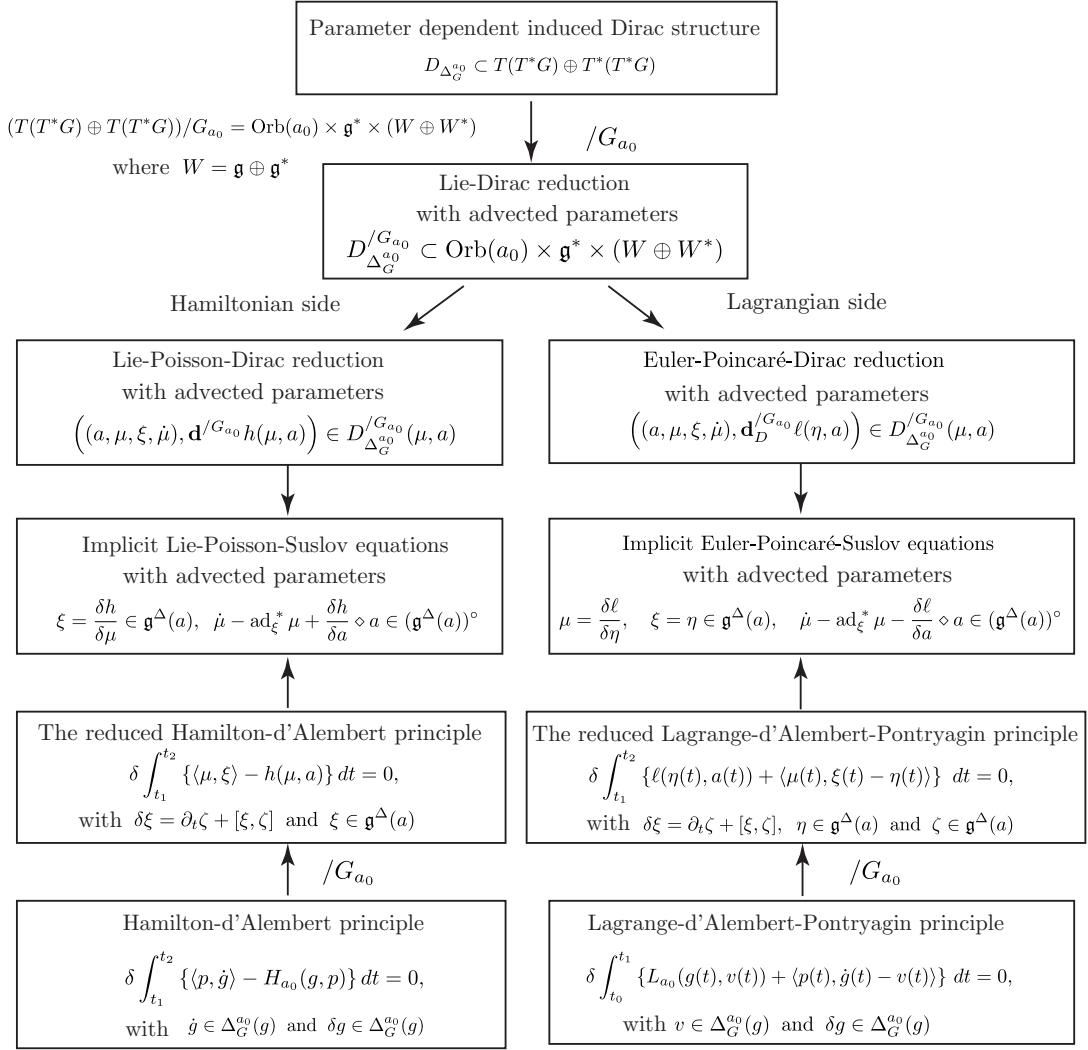 Parameter dependent induced Dirac structure
D_{Δ_G^{a_0}} ⊂ T(T*G) ⊕ T*(T*G)
(T(T*G) ⊕ T(T*G))/G_{a_0} = Orb(a_0) × 𝔤* × (W ⊕ W*)
where W = 𝔤 ⊕ 𝔤*
/G_{a_0}
Lie-Dirac reduction
with advected parameters
D_{Δ_G^{a_0}}^{/G_{a_0}} ⊂ Orb(a_0) × 𝔤* × (W ⊕ W*)
Hamiltonian side
Lagrangian side
Lie-Poisson-Dirac reduction
with advected parameters
((a, μ, ξ, μ̇), 𝐝^{/G_{a_0}} h(μ, a)) ∈ D_{Δ_G^{a_0}}^{/G_{a_0}}(μ, a)
Euler-Poincaré-Dirac reduction
with advected parameters
((a, μ, ξ, μ̇), 𝐝_D^{/G_{a_0}} ℓ(η, a)) ∈ D_{Δ_G^{a_0}}^{/G_{a_0}}(μ, a)
Implicit Lie-Poisson-Suslov equations
with advected parameters
ξ = δh/δμ ∈ 𝔤^Δ(a), μ̇ − ad*_ξ μ + δh/δa ⋄ a ∈ (𝔤^Δ(a))°
Implicit Euler-Poincaré-Suslov equations
with advected parameters
μ = δℓ/δη, ξ = η ∈ 𝔤^Δ(a), μ̇ − ad*_ξ μ − δℓ/δa ⋄ a ∈ (𝔤^Δ(a))°
The reduced Hamilton-d'Alembert principle
δ ∫_{t_1}^{t_2} {⟨μ, ξ⟩ − h(μ, a)} dt = 0,
with δξ = ∂_tζ + [ξ, ζ] and ξ ∈ 𝔤^Δ(a)
The reduced Lagrange-d'Alembert-Pontryagin principle
δ ∫_{t_1}^{t_2} {ℓ(η(t), a(t)) + ⟨μ(t), ξ(t) − η(t)⟩} dt = 0,
with δξ = ∂_tζ + [ξ, ζ], η ∈ 𝔤^Δ(a) and ζ ∈ 𝔤^Δ(a)
/G_{a_0}
/G_{a_0}
Hamilton-d'Alembert principle
δ ∫_{t_1}^{t_2} {⟨p, ġ⟩ − H_{a_0}(g, p)} dt = 0,
with ġ ∈ Δ_G^{a_0}(g) and δg ∈ Δ_G^{a_0}(g)
Lagrange-d'Alembert-Pontryagin principle
δ ∫_{t_0}^{t_1} {L_{a_0}(g(t), v(t)) + ⟨p(t), ġ(t) − v(t)⟩} dt = 0,
with v ∈ Δ_G^{a_0}(g) and δg ∈ Δ_G^{a_0}(g)